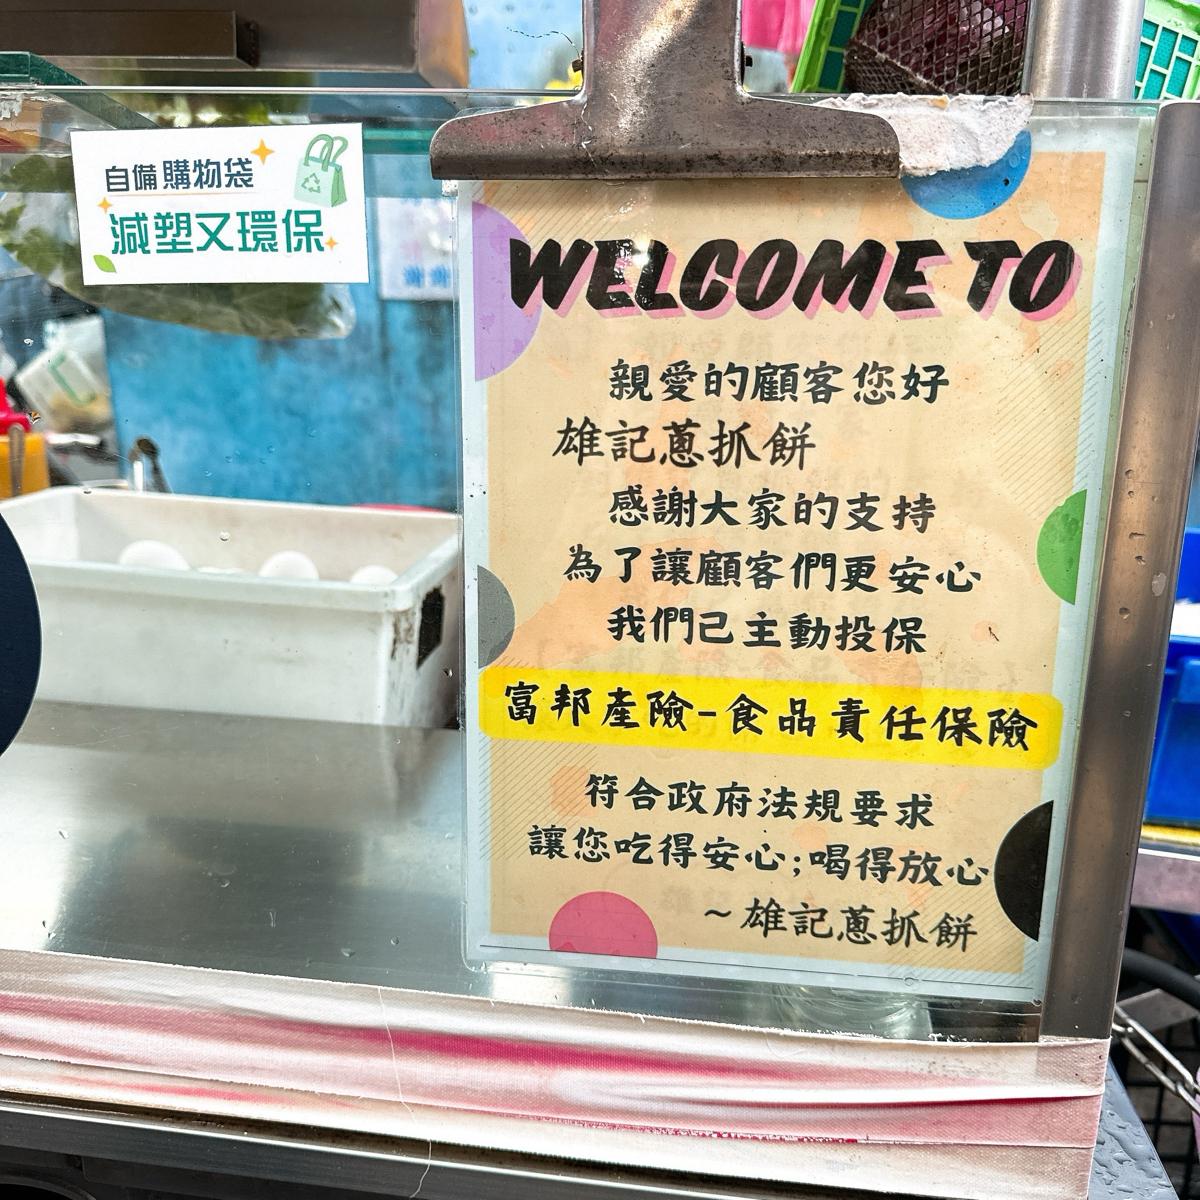 自備購物袋
減塑又環保
WELCOME TO
親愛的顧客您好
雄記蔥抓餅
感謝大家的支持
為了讓顧客們更安心
我們已主動投保
富邦產險-食品責任保險
符合政府法規要求
讓您吃得安心;喝得放心
~雄記蔥抓餅